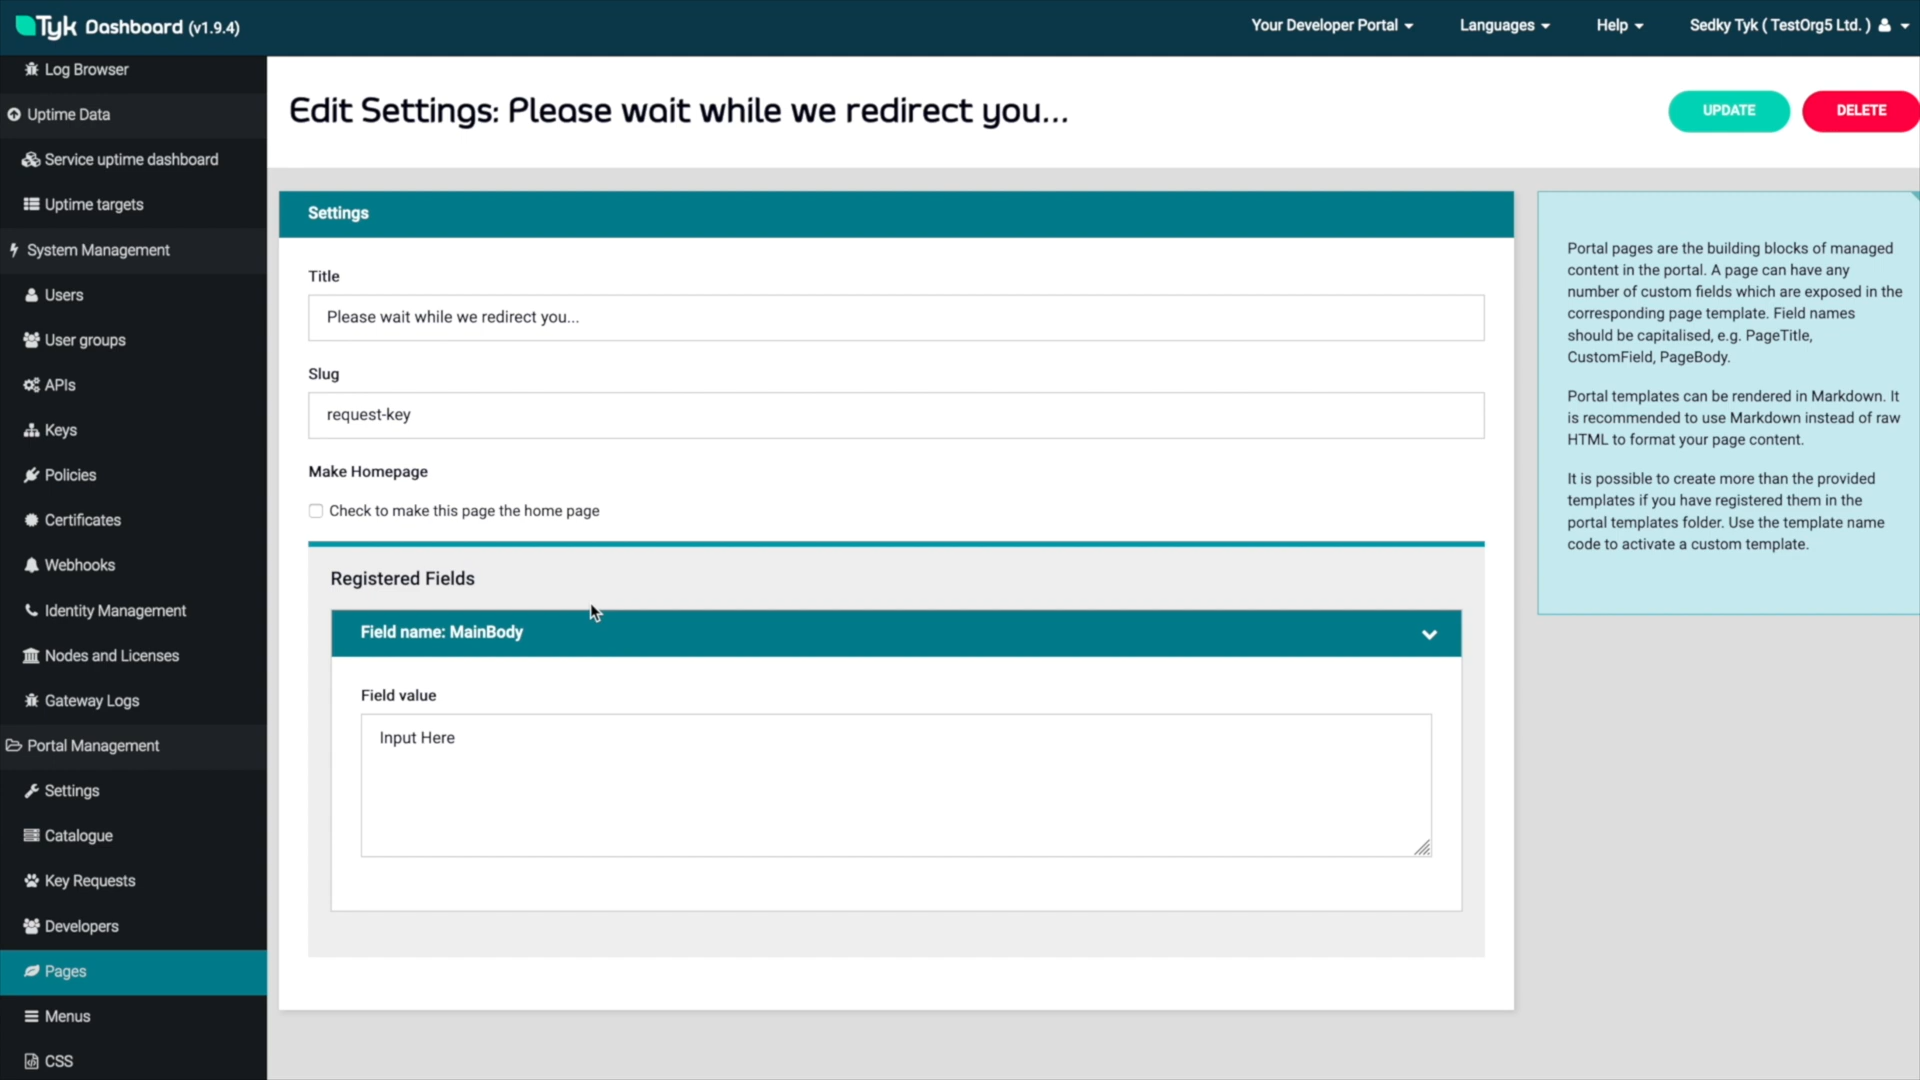 Tyk Dashboard (v1.9.4)
Your Developer Portal
Languages
Help
Sedky Tyk ( TestOrg5 Ltd. )
Log Browser
Uptime Data
Service uptime dashboard
Uptime targets
System Management
Users
User groups
APIs
Keys
Policies
Certificates
Webhooks
Identity Management
Nodes and Licenses
Gateway Logs
Portal Management
Settings
Catalogue
Key Requests
Developers
Pages
Menus
CSS
Edit Settings: Please wait while we redirect you...
UPDATE
DELETE
Settings
Title
Please wait while we redirect you...
Slug
request-key
Make Homepage
Check to make this page the home page
Registered Fields
Field name: MainBody
Field value
Input Here
Portal pages are the building blocks of managed
content in the portal. A page can have any
number of custom fields which are exposed in the
corresponding page template. Field names
should be capitalised, e.g. PageTitle,
CustomField, PageBody.
Portal templates can be rendered in Markdown. It
is recommended to use Markdown instead of raw
HTML to format your page content.
It is possible to create more than the provided
templates if you have registered them in the
portal templates folder. Use the template name
code to activate a custom template.